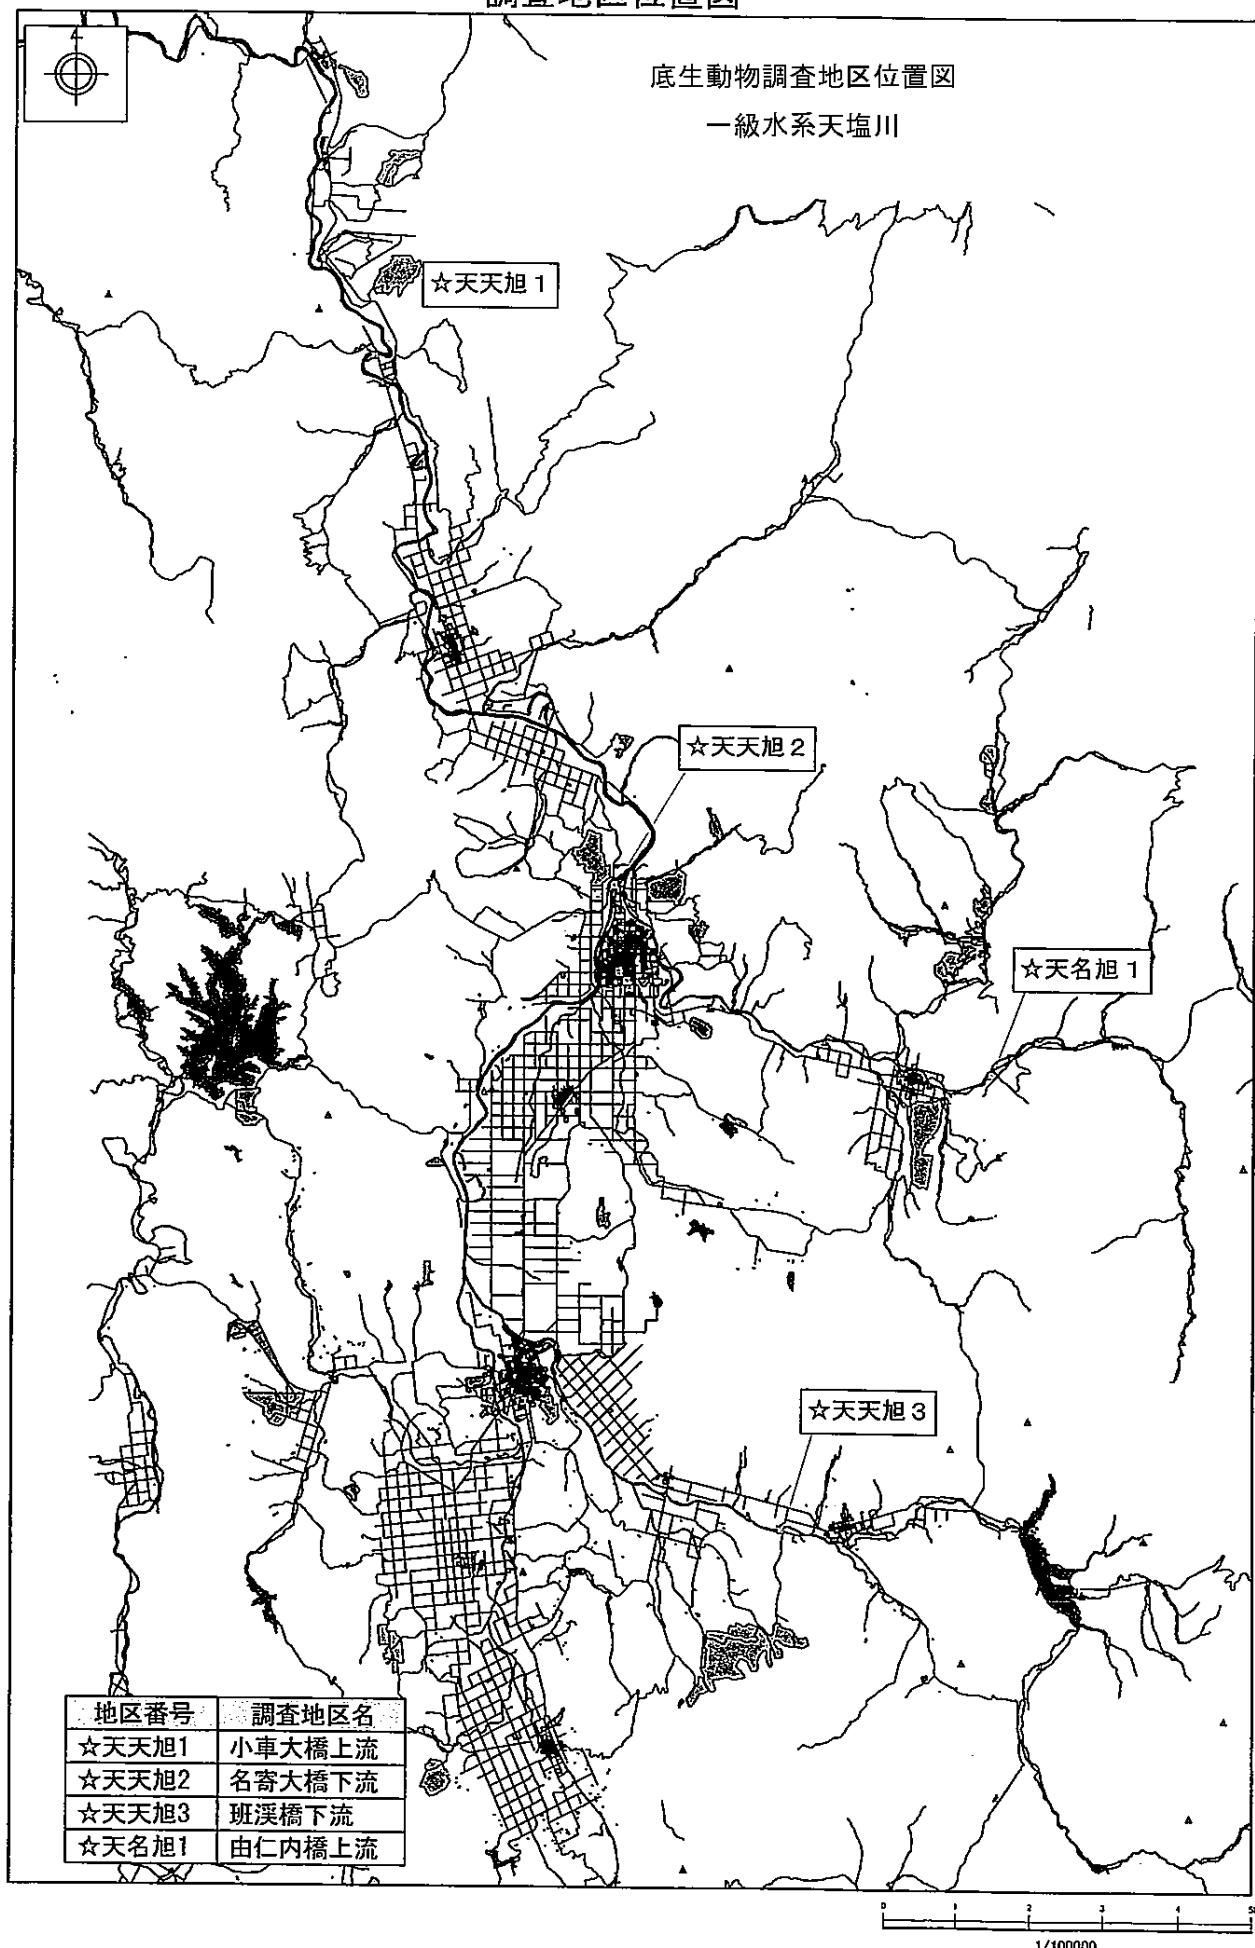 調査地区位置図
底生動物調査地区位置図
一級水系天塩川
☆天天旭1
☆天天旭2
☆天名旭1
☆天天旭3
地区番号 調査地区名
☆天天旭1 小車大橋上流
☆天天旭2 名寄大橋下流
☆天天旭3 班渓橋下流
☆天名旭1 由仁内橋上流
0 1 2 3 4 5
1/100000